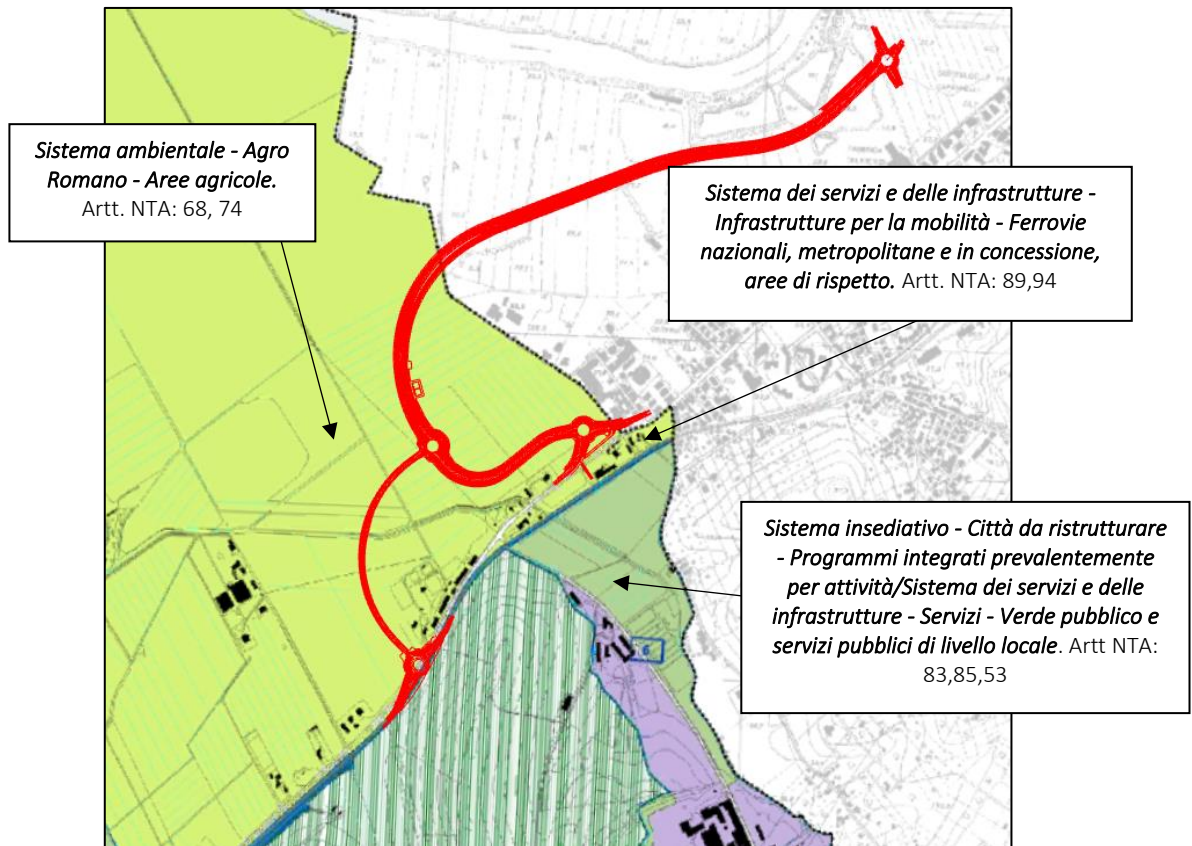 Sistema ambientale - Agro
Romano - Aree agricole.
Artt. NTA: 68, 74
Sistema dei servizi e delle infrastrutture -
Infrastrutture per la mobilità - Ferrovie
nazionali, metropolitane e in concessione,
aree di rispetto. Artt. NTA: 89,94
Sistema insediativo - Città da ristrutturare
- Programmi integrati prevalentemente
per attività/Sistema dei servizi e delle
infrastrutture - Servizi - Verde pubblico e
servizi pubblici di livello locale. Artt NTA:
83,85,53
P A L T A
6